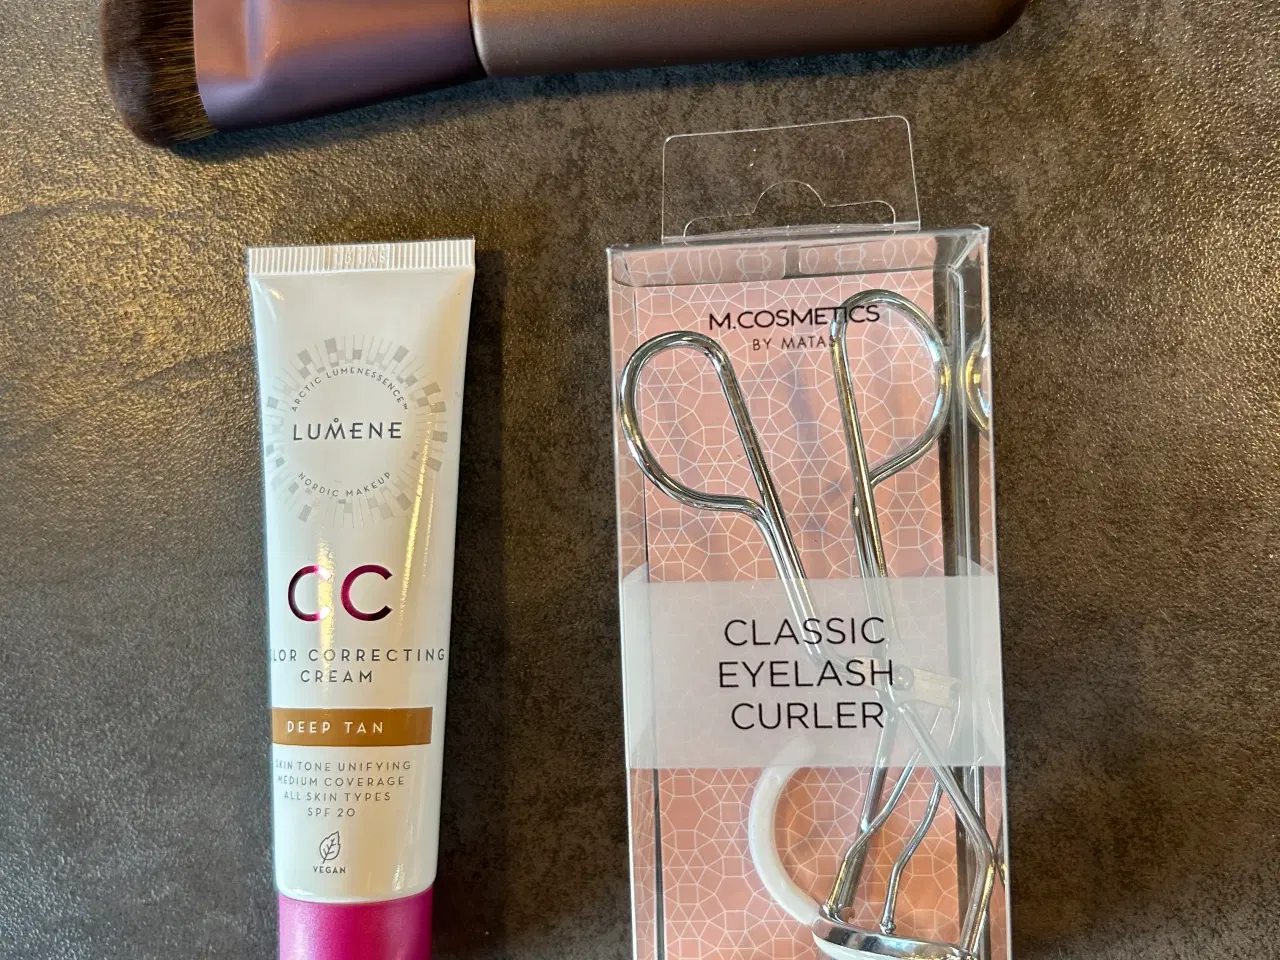 ARCTIC LUMENESSENCE™
LUMENE
NORDIC MAKEUP
CC
LOR CORRECTING
CREAM
DEEP TAN
SKIN TONE UNIFYING
MEDIUM COVERAGE
ALL SKIN TYPES
SPF 20
VEGAN
M.COSMETICS
BY MATAS
CLASSIC
EYELASH
CURLER